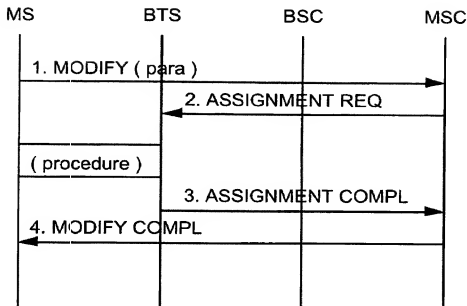 MS BTS BSC MSC
1. MODIFY ( para )
2. ASSIGNMENT REQ
( procedure )
3. ASSIGNMENT COMPL
4. MODIFY COMPL